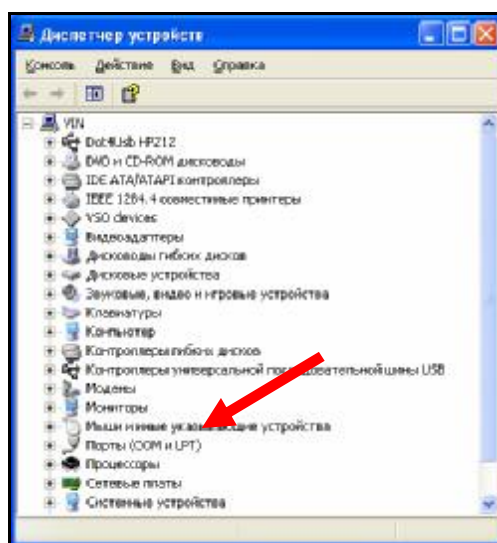 Диспетчер устройств
Консоль Действие Вид Справка
VIN
Dot4Usb HP212
DVD и CD-ROM дисководы
IDE ATA/ATAPI контроллеры
IEEE 1284.4 совместимые принтеры
VSO devices
Видеоадаптеры
Дисководы гибких дисков
Дисковые устройства
Звуковые, видео и игровые устройства
Клавиатуры
Компьютер
Контроллеры гибких дисков
Контроллеры универсальной последовательной шины USB
Модемы
Мониторы
Мыши и иные указывающие устройства
Порты (COM и LPT)
Процессоры
Сетевые платы
Системные устройства